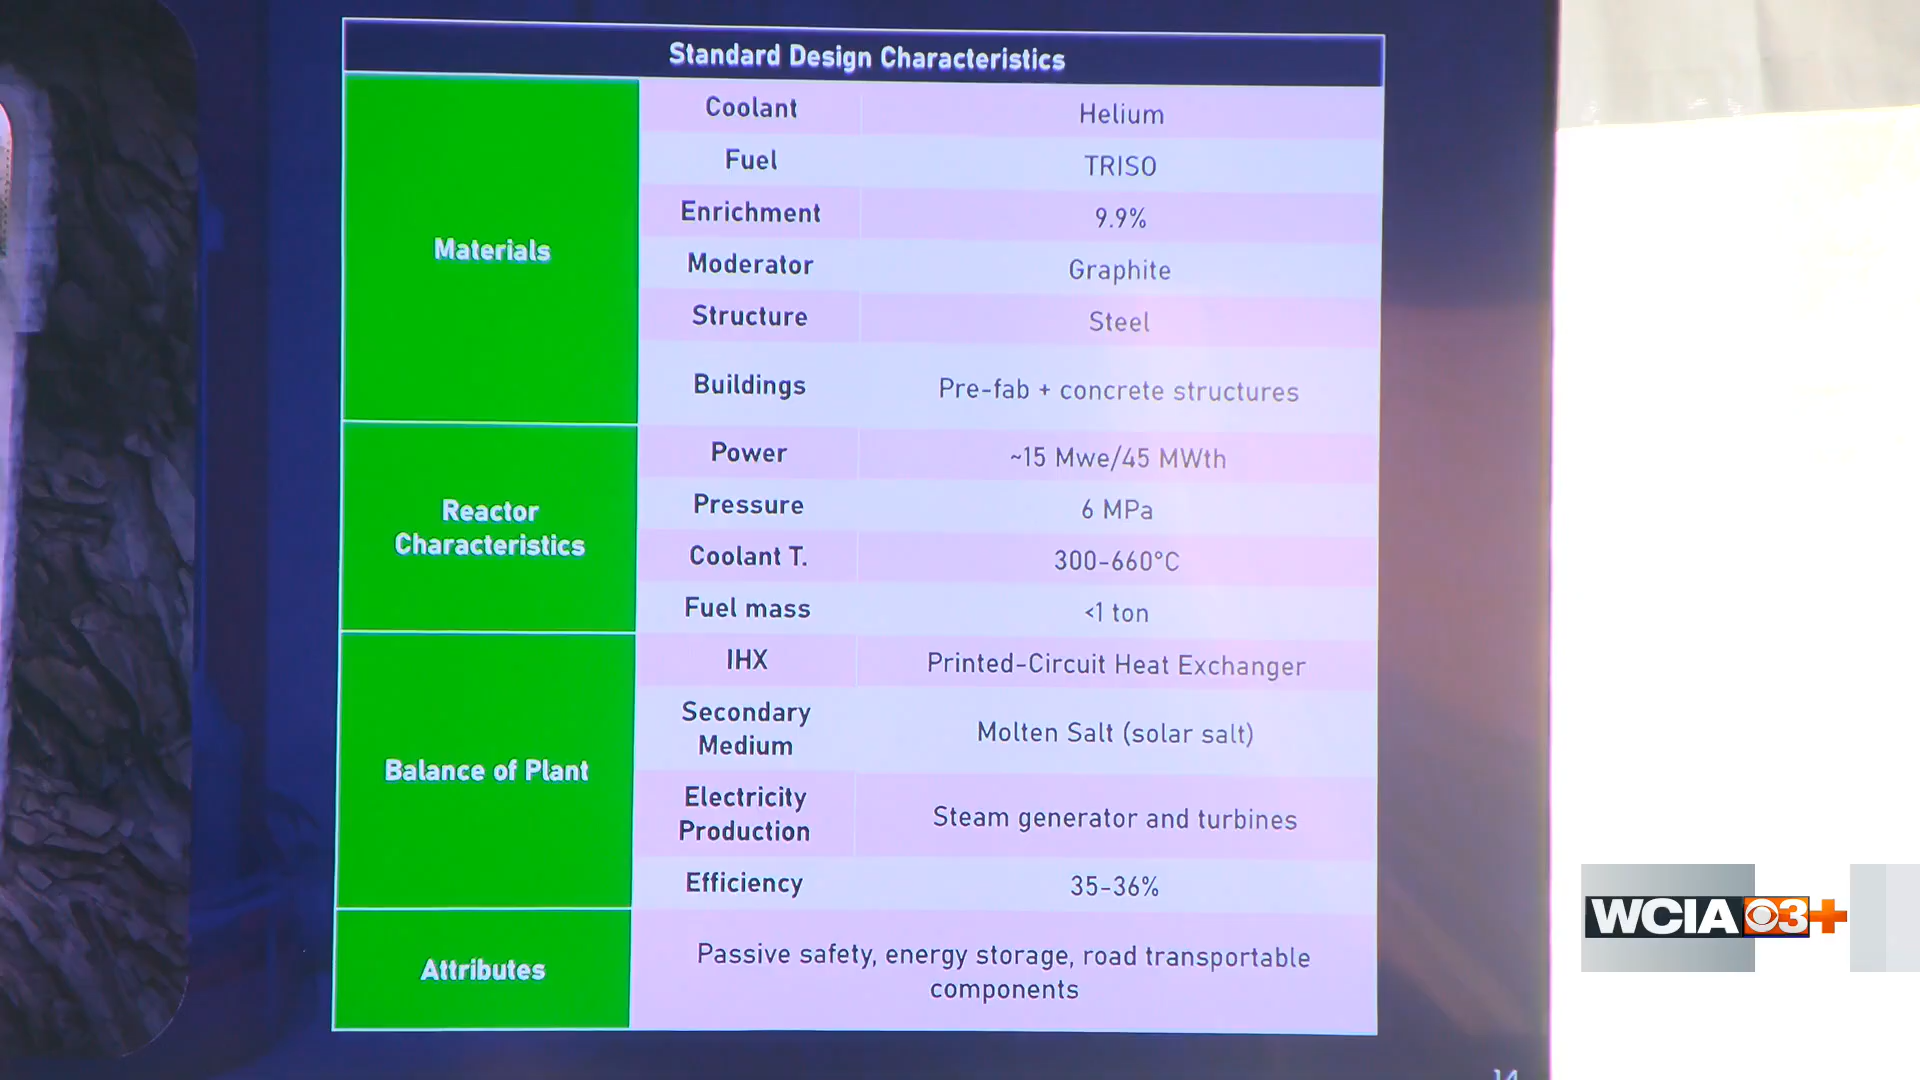 Standard Design Characteristics
Materials
Coolant
Helium
Fuel
TRISO
Enrichment
9.9%
Moderator
Graphite
Structure
Steel
Buildings
Pre-fab + concrete structures
Reactor
Characteristics
Power
~15 Mwe/45 MWth
Pressure
6 MPa
Coolant T.
300-660°C
Fuel mass
<1 ton
Balance of Plant
IHX
Printed-Circuit Heat Exchanger
Secondary
Medium
Molten Salt (solar salt)
Electricity
Production
Steam generator and turbines
Efficiency
35-36%
Attributes
Passive safety, energy storage, road transportable
components
WCIA 3+
14